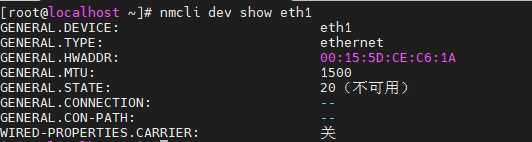 [root@localhost ~]# nmcli dev show eth1
GENERAL.DEVICE: eth1
GENERAL.TYPE: ethernet
GENERAL.HWADDR: 00:15:5D:CE:C6:1A
GENERAL.MTU: 1500
GENERAL.STATE: 20（不可用）
GENERAL.CONNECTION: --
GENERAL.CON-PATH: --
WIRED-PROPERTIES.CARRIER: 关